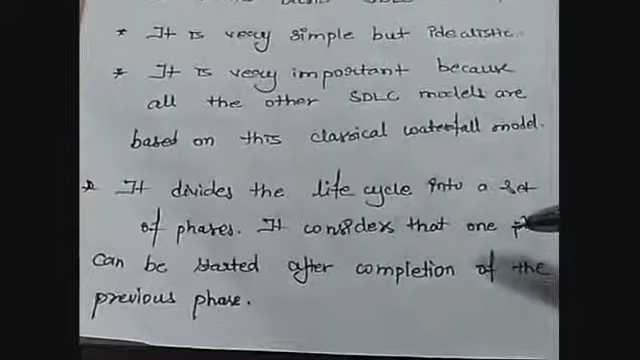 * It is very simple but idealistic.
* It is very important because
all the other SDLC models are
based on this classical waterfall model.
* It divides the life cycle into a set
of phases. It considers that one
can be started after completion of the
previous phase.